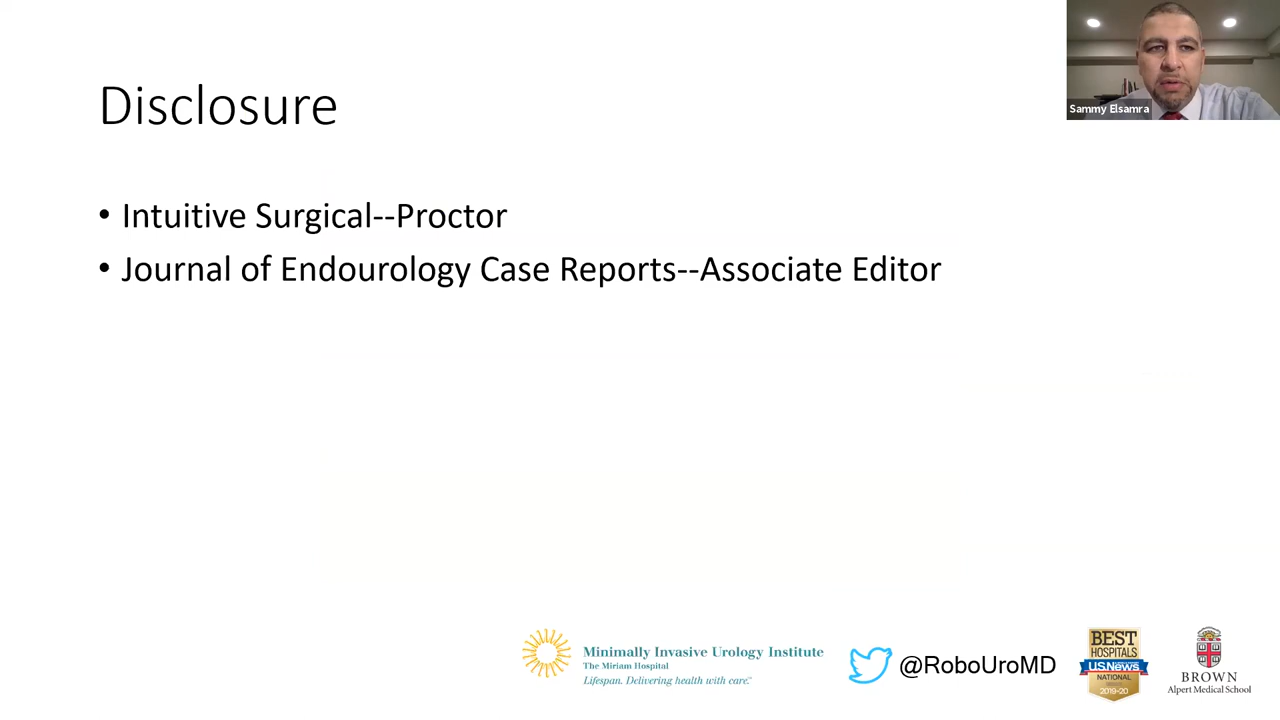 Disclosure
Sammy Elsamra
• Intuitive Surgical--Proctor
• Journal of Endourology Case Reports--Associate Editor
Minimally Invasive Urology Institute
The Miriam Hospital
Lifespan. Delivering health with care.
@RoboUroMD
BEST
HOSPITALS
U.S.News
NATIONAL
2019-20
BROWN
Alpert Medical School